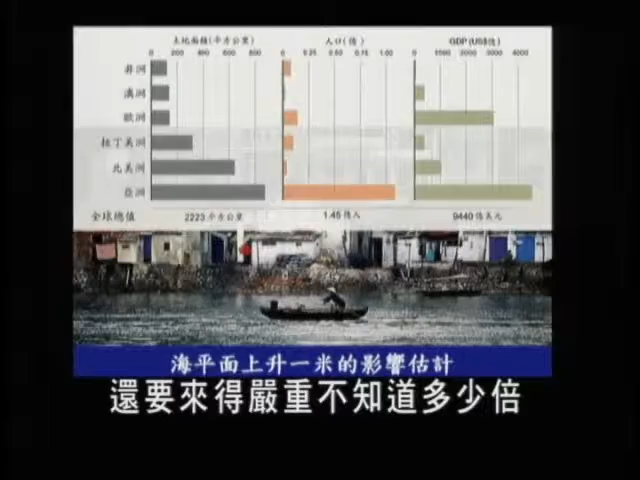 土地面積(平方公里)
人口(億)
GDP(US$億)
0 200 400 600 800
0 0.25 0.50 0.75 1.00
0 1000 2000 3000 4000
非洲
澳洲
歐洲
拉丁美洲
北美洲
亞洲
全球總值 2223 平方公里 1.45 億人 9440 億美元
海平面上升一米的影響估計
還要來得嚴重不知道多少倍